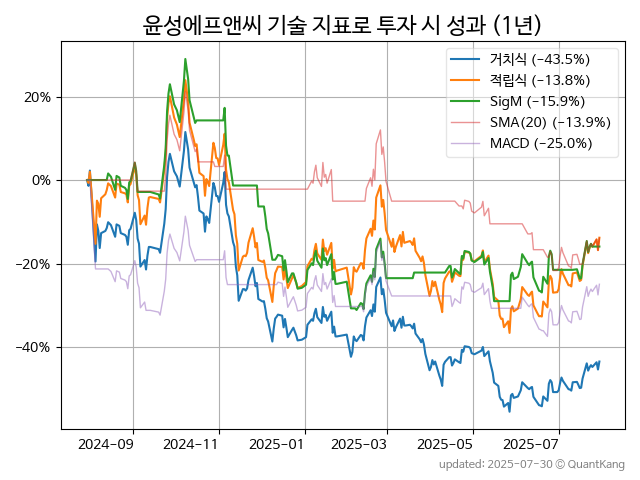 윤성에프앤씨 기술 지표로 투자 시 성과 (1년)
거치식 (−43.5%)
적립식 (−13.8%)
SigM (−15.9%)
SMA(20) (−13.9%)
MACD (−25.0%)
20%
0%
−20%
−40%
2024-09 2024-11 2025-01 2025-03 2025-05 2025-07
updated: 2025-07-30 © QuantKang